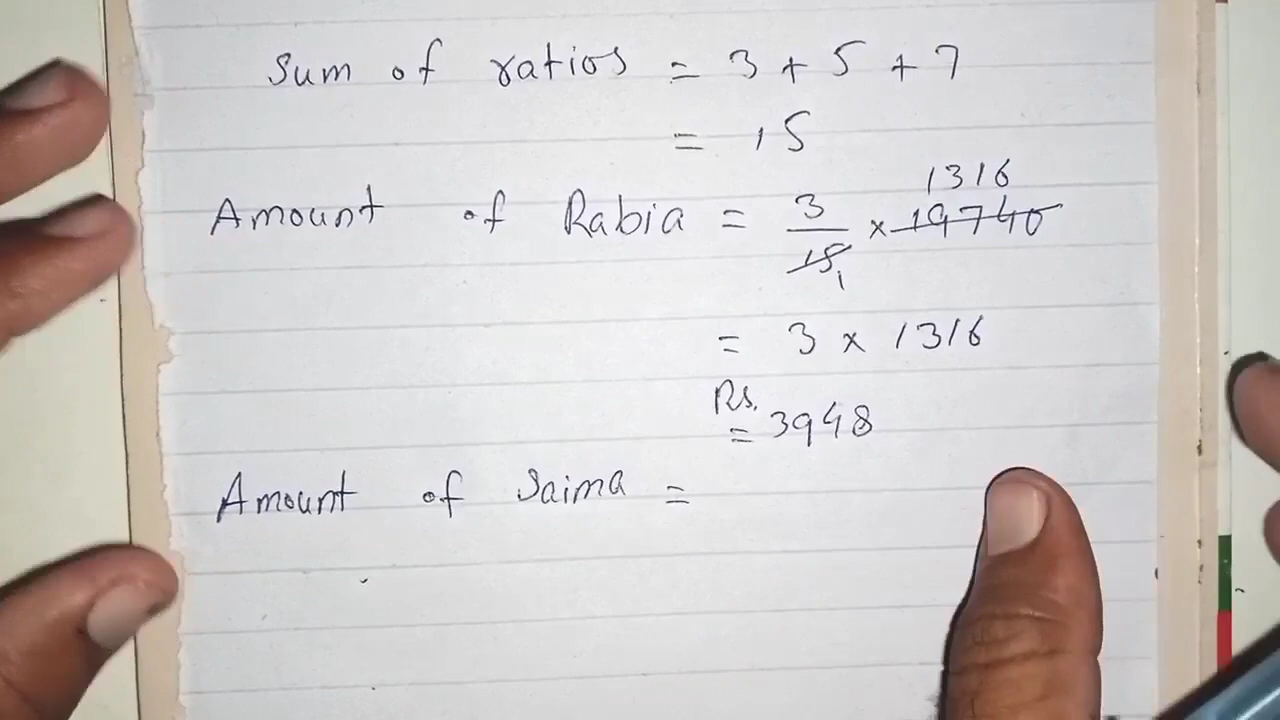 Sum of ratios = 3 + 5 + 7
= 15
Amount of Rabia = 3/15 × 19740 1316
1
= 3 × 1316
Rs.
= 3948
Amount of Saima =